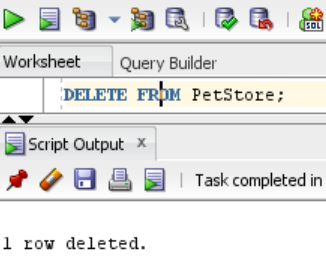 Worksheet Query Builder
DELETE FROM PetStore;
Script Output x
Task completed in
1 row deleted.